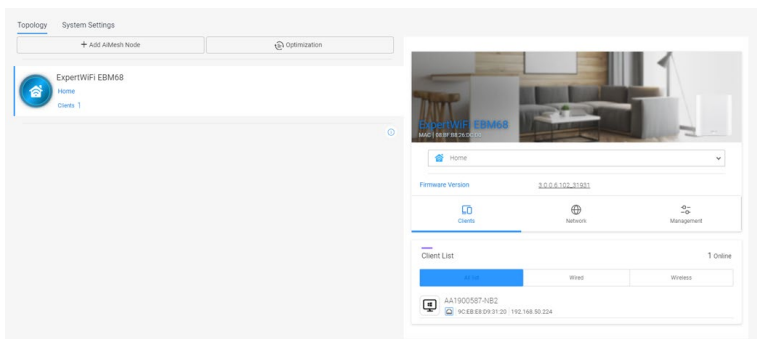 Topology System Settings
+ Add AiMesh Node
Optimization
ExpertWiFi EBM68
Home
Clients 1
ExpertWiFi EBM68
Home
Firmware Version 3.0.0.6.102_31931
Clients Network Management
Client List 1 Online
Wired Wireless
AA1900587-NB2
9C:EB:E8:D9:31:20 · 192.168.50.224